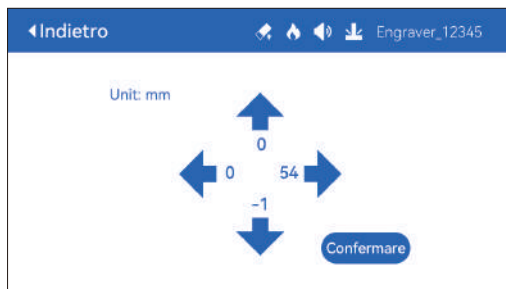 Indietro Engraver_12345
Unit: mm
0
0 54
-1
Confermare